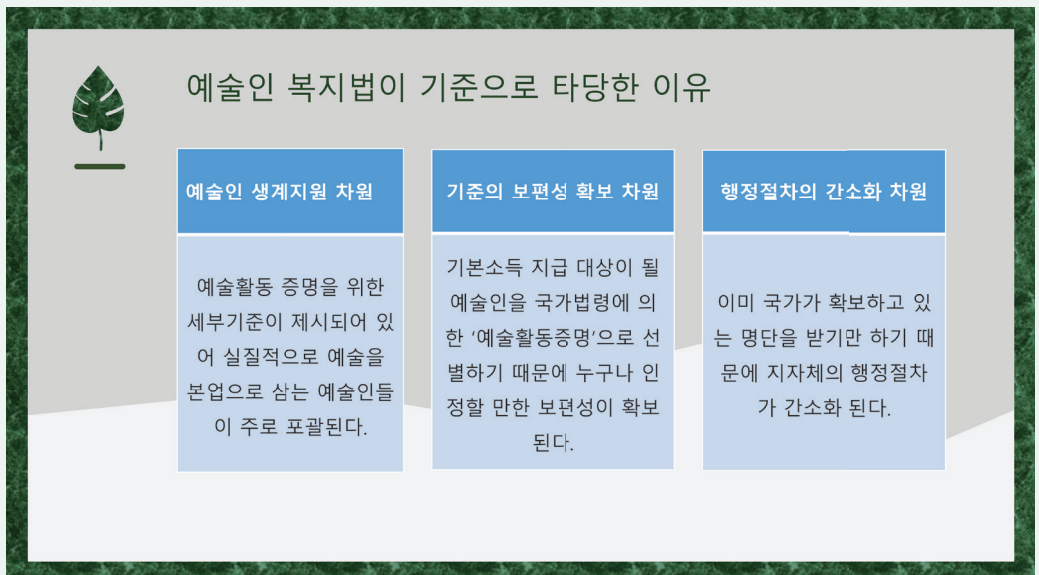 예술인 복지법이 기준으로 타당한 이유
예술인 생계지원 차원
예술활동 증명을 위한
세부기준이 제시되어 있
어 실질적으로 예술을
본업으로 삼는 예술인들
이 주로 포괄된다.
기준의 보편성 확보 차원
기본소득 지급 대상이 될
예술인을 국가법령에 의
한 ‘예술활동증명’으로 선
별하기 때문에 누구나 인
정할 만한 보편성이 확보
된다.
행정절차의 간소화 차원
이미 국가가 확보하고 있
는 명단을 받기만 하기 때
문에 지자체의 행정절차
가 간소화 된다.